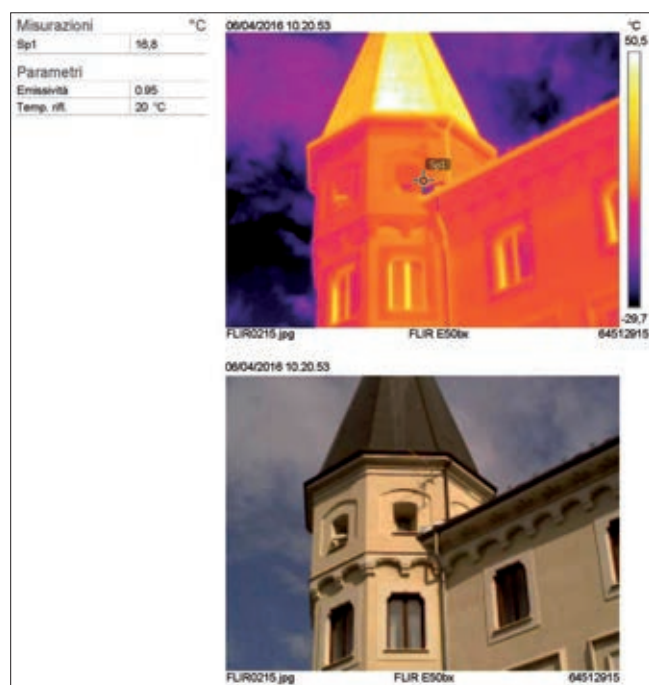 Misurazioni °C
Sp1 16,8
Parametri
Emissività 0.95
Temp. rifl. 20 °C
06/04/2016 10.20.53
°C
50,5
Sp1
-29,7
FLIR0215.jpg FLIR E50bx 64512915
06/04/2016 10.20.53
FLIR0215.jpg FLIR E50bx 64512915